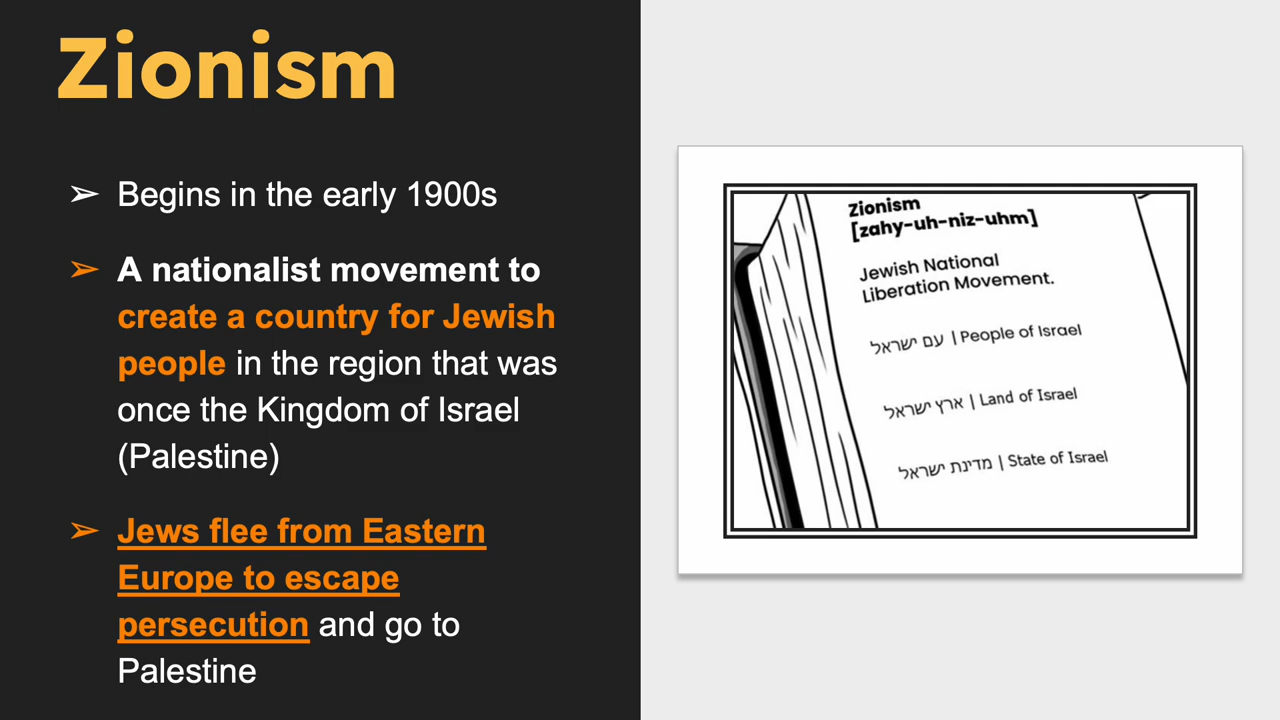 Zionism
➢ Begins in the early 1900s
➢ A nationalist movement to
create a country for Jewish
people in the region that was
once the Kingdom of Israel
(Palestine)
➢ Jews flee from Eastern
Europe to escape
persecution and go to
Palestine
Zionism
[zahy-uh-niz-uhm]
Jewish National
Liberation Movement.
עם ישראל | People of Israel
ארץ ישראל | Land of Israel
מדינת ישראל | State of Israel